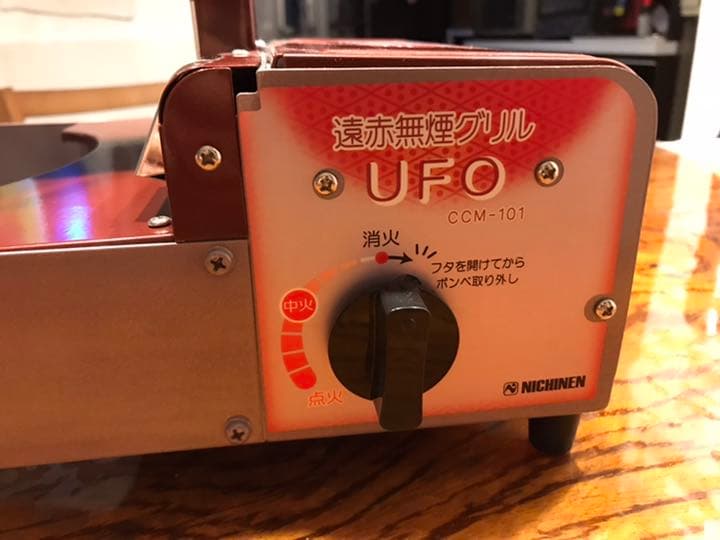 遠赤無煙グリル
UFO
CCM-101
消火
フタを開けてから
ボンベ取り外し
中火
点火
NICHINEN